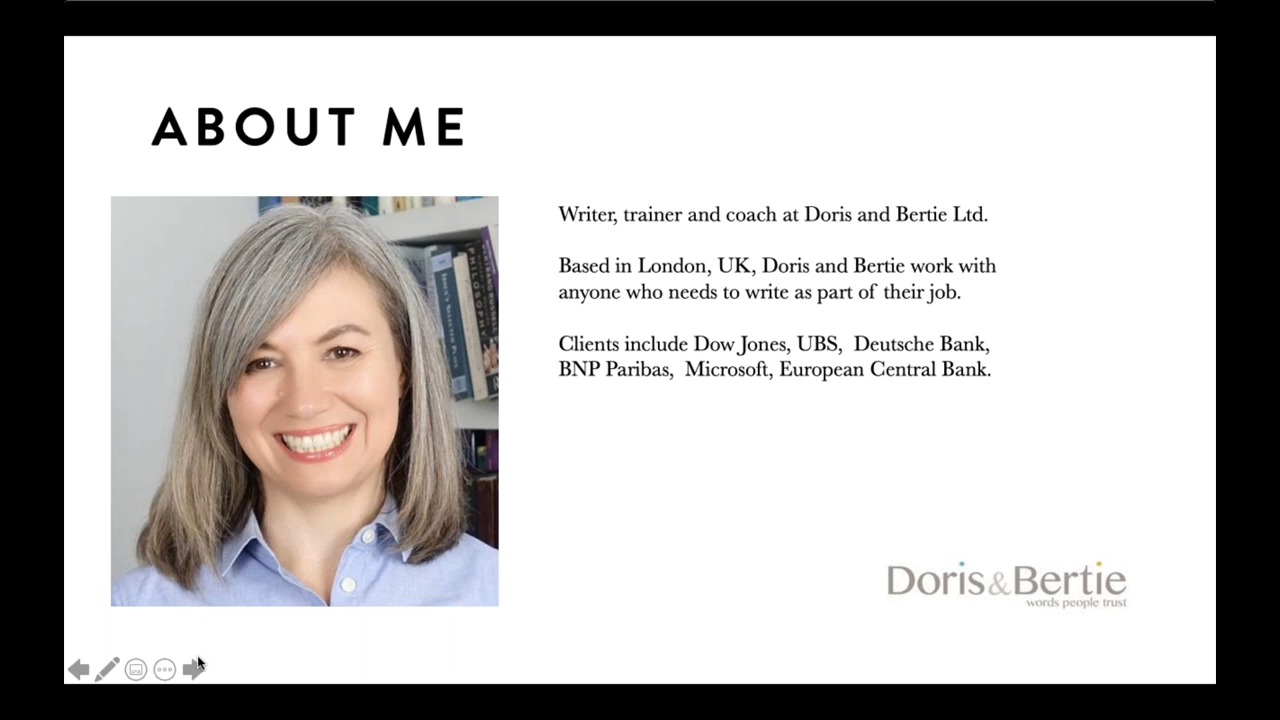 ABOUT ME
Writer, trainer and coach at Doris and Bertie Ltd.
Based in London, UK, Doris and Bertie work with
anyone who needs to write as part of their job.
Clients include Dow Jones, UBS, Deutsche Bank,
BNP Paribas, Microsoft, European Central Bank.
PHILOSOPHY
Doris&Bertie
words people trust